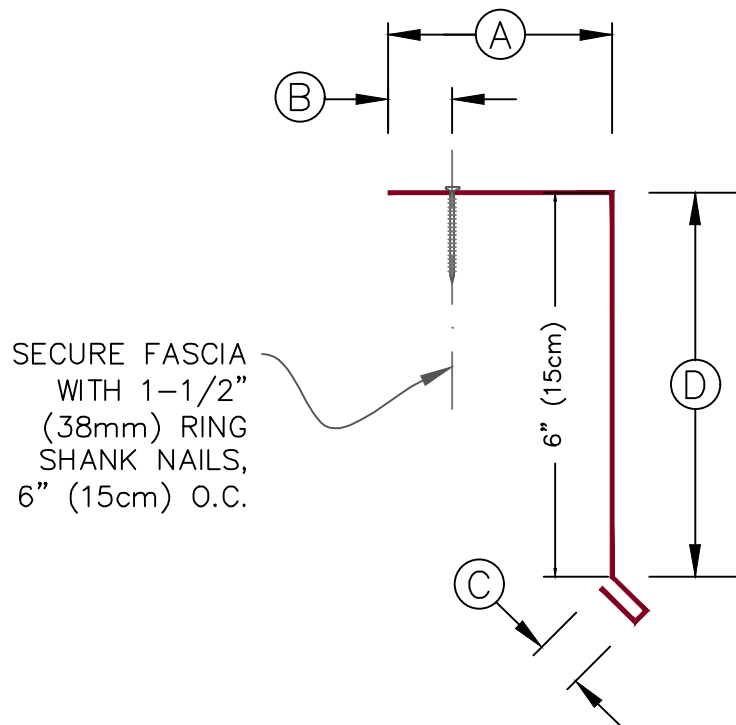 A
B
SECURE FASCIA
WITH 1-1/2"
(38mm) RING
SHANK NAILS,
6" (15cm) O.C.
6" (15cm)
D
C